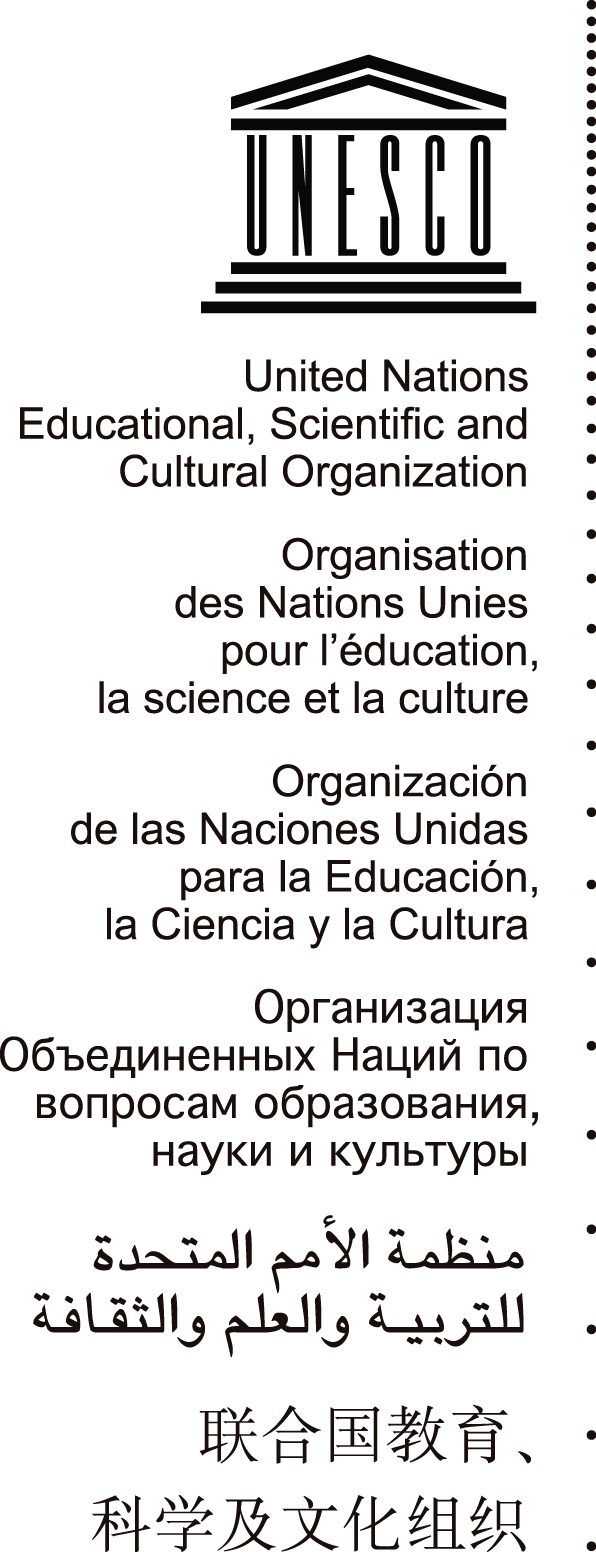 UNESCO
United Nations
Educational, Scientific and
Cultural Organization
Organisation
des Nations Unies
pour l’éducation,
la science et la culture
Organización
de las Naciones Unidas
para la Educación,
la Ciencia y la Cultura
Организация
Объединенных Наций по
вопросам образования,
науки и культуры
منظمة الأمم المتحدة
للتربية والعلم والثقافة
联合国教育、
科学及文化组织